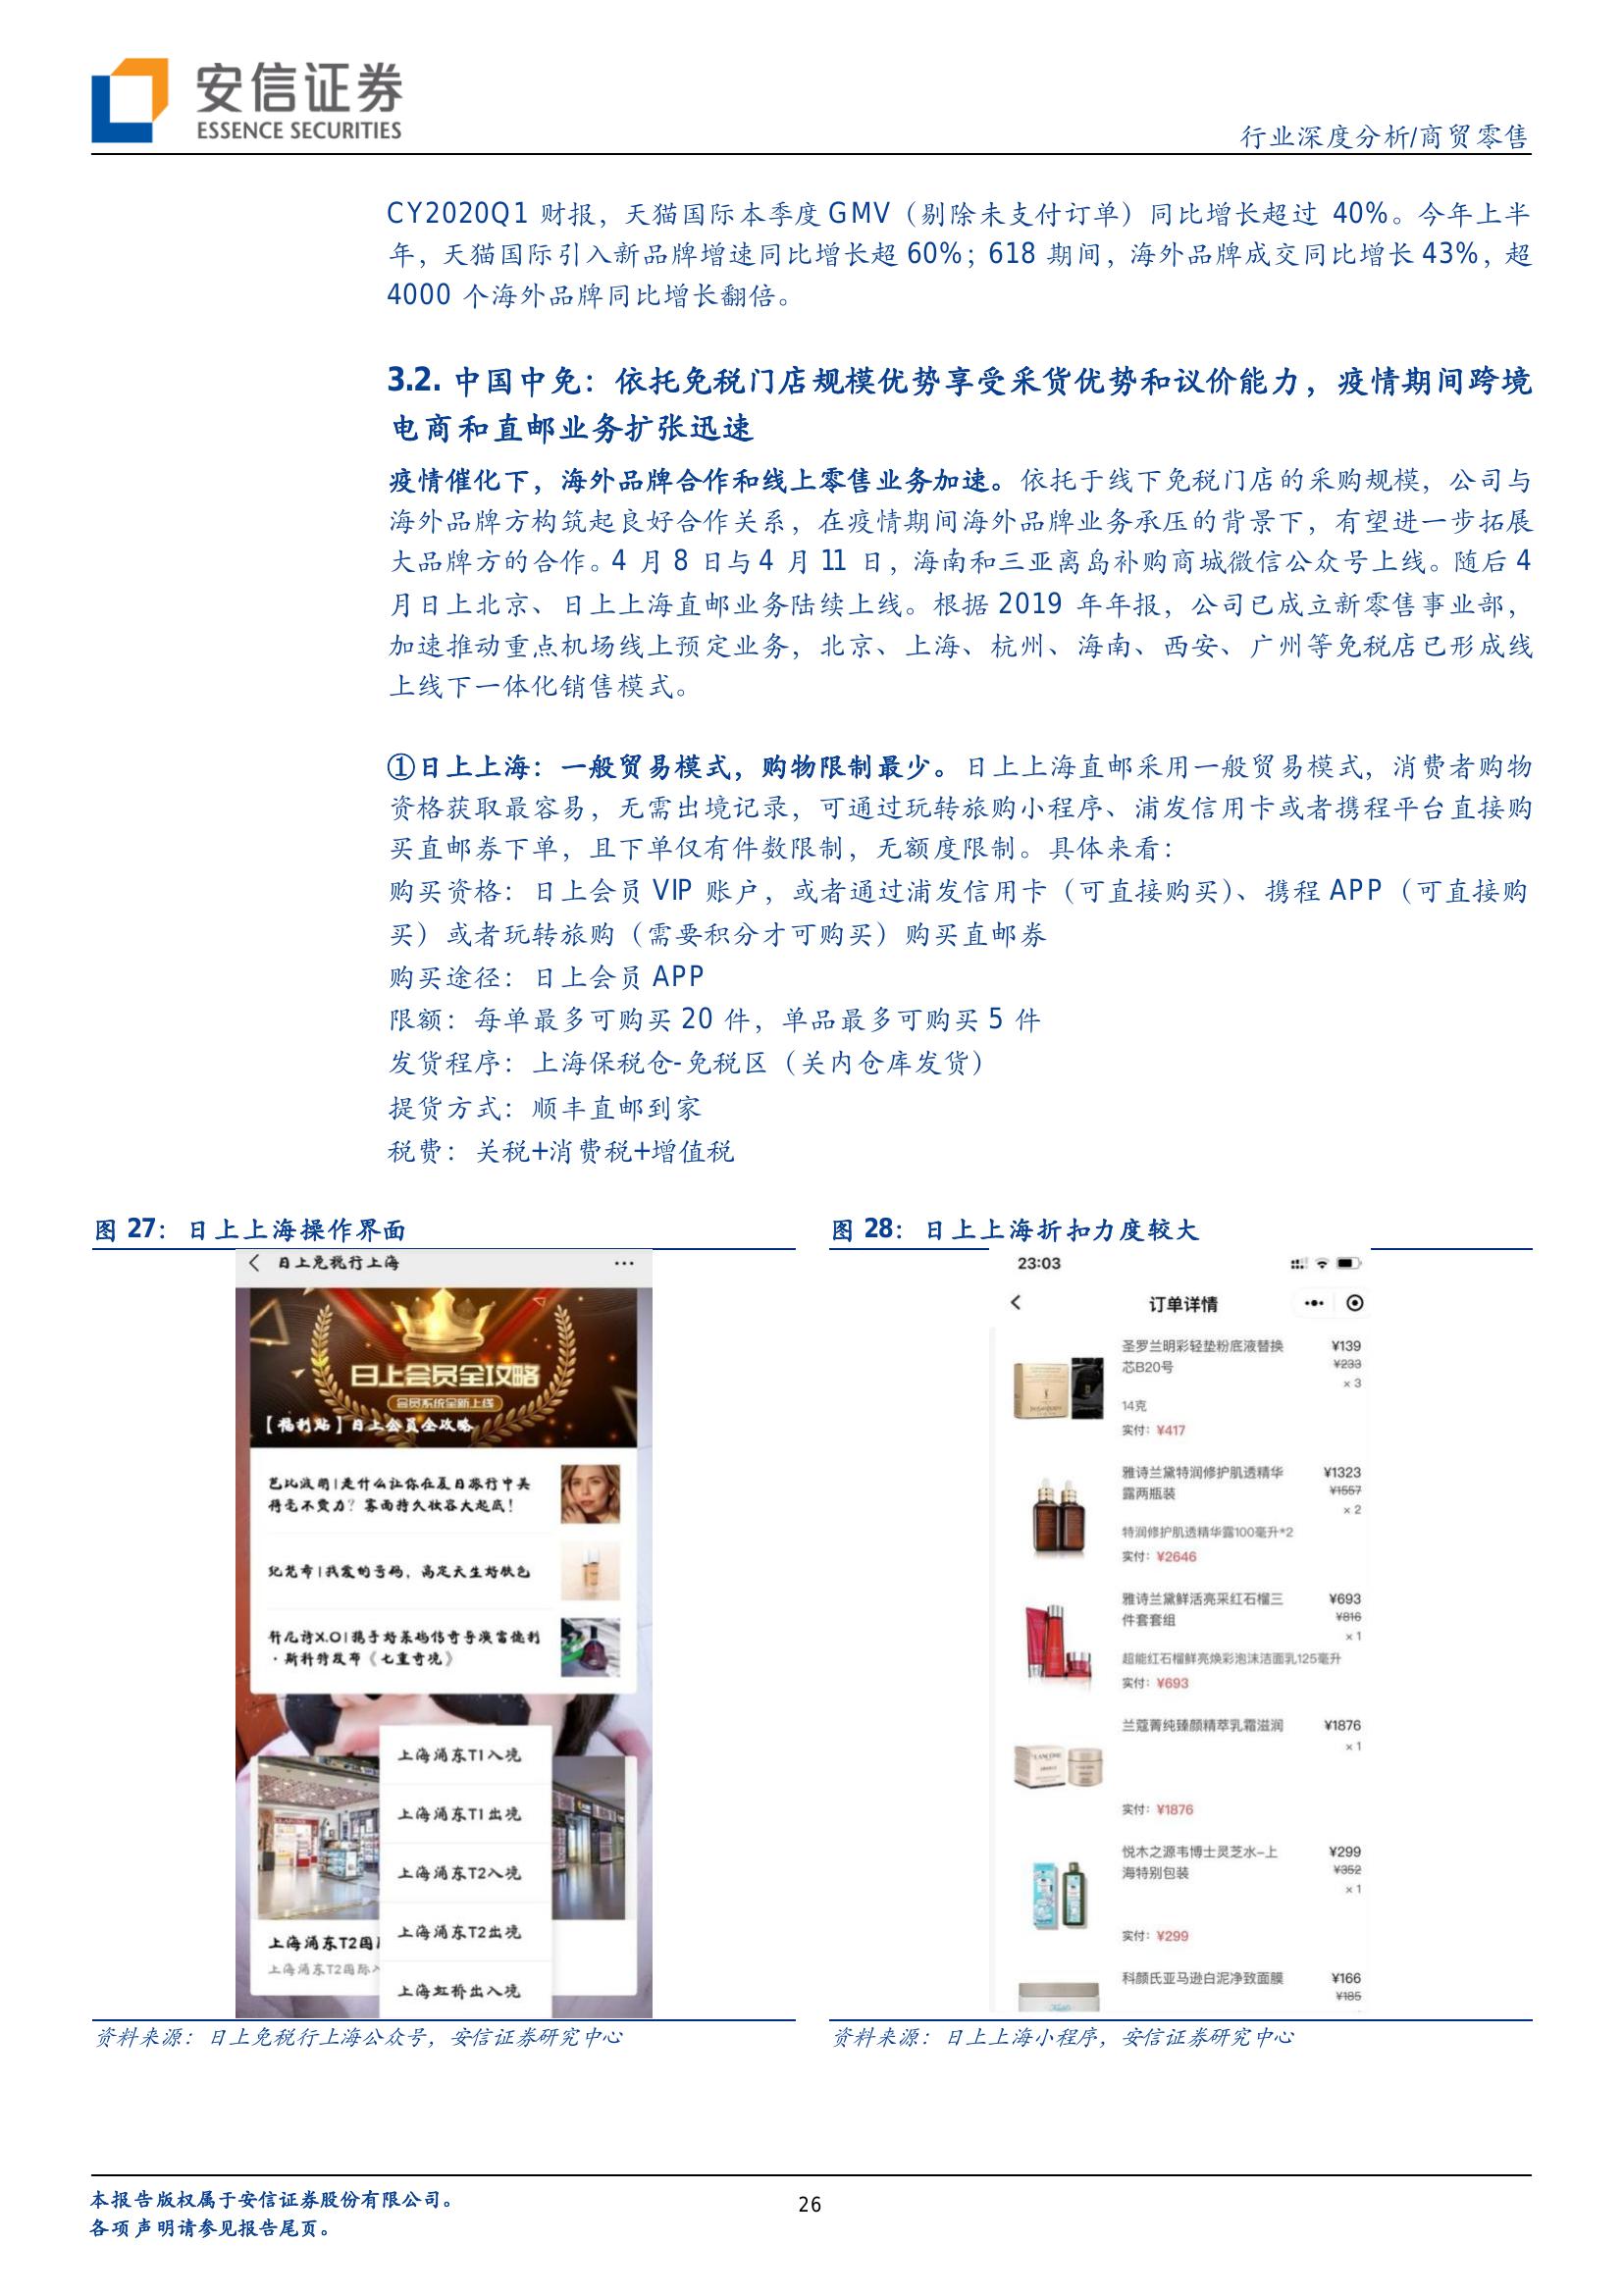 安信证券
ESSENCE SECURITIES
行业深度分析/商贸零售
CY2020Q1 财报，天猫国际本季度 GMV（剔除未支付订单）同比增长超过 40%。今年上半
年，天猫国际引入新品牌增速同比增长超 60%；618 期间，海外品牌成交同比增长 43%，超
4000 个海外品牌同比增长翻倍。
3.2. 中国中免：依托免税门店规模优势享受采货优势和议价能力，疫情期间跨境
电商和直邮业务扩张迅速
疫情催化下，海外品牌合作和线上零售业务加速。依托于线下免税门店的采购规模，公司与
海外品牌方构筑起良好合作关系，在疫情期间海外品牌业务承压的背景下，有望进一步拓展
大品牌方的合作。4 月 8 日与 4 月 11 日，海南和三亚离岛补购商城微信公众号上线。随后 4
月日上北京、日上上海直邮业务陆续上线。根据 2019 年年报，公司已成立新零售事业部，
加速推动重点机场线上预定业务，北京、上海、杭州、海南、西安、广州等免税店已形成线
上线下一体化销售模式。
①日上上海：一般贸易模式，购物限制最少。日上上海直邮采用一般贸易模式，消费者购物
资格获取最容易，无需出境记录，可通过玩转旅购小程序、浦发信用卡或者携程平台直接购
买直邮券下单，且下单仅有件数限制，无额度限制。具体来看：
购买资格：日上会员 VIP 账户，或者通过浦发信用卡（可直接购买）、携程 APP（可直接购
买）或者玩转旅购（需要积分才可购买）购买直邮券
购买途径：日上会员 APP
限额：每单最多可购买 20 件，单品最多可购买 5 件
发货程序：上海保税仓-免税区（关内仓库发货）
提货方式：顺丰直邮到家
税费：关税+消费税+增值税
图 27：日上上海操作界面
日上免税行上海
日上会员全攻略
会员系统全新上线
【福利贴】日上会员全攻略
芭比波朗|是什么让你在夏日旅行中美
得毫不费力？雾面持久妆容大起底！
纪梵希|我爱的号码，高定天生好肤色
轩尼诗X.O|携手好莱坞传奇导演雷德利
·斯科特发布《七重奇境》
上海浦东T1入境
上海浦东T1出境
上海浦东T2入境
上海浦东T2出境
上海虹桥出入境
上海浦东T2国
上海浦东T2国际
资料来源：日上免税行上海公众号，安信证券研究中心
图 28：日上上海折扣力度较大
23:03
订单详情
圣罗兰明彩轻垫粉底液替换 ¥139
芯B20号 ¥233
× 3
14克
实付：¥417
雅诗兰黛特润修护肌透精华 ¥1323
露两瓶装 ¥1557
× 2
特润修护肌透精华露100毫升*2
实付：¥2646
雅诗兰黛鲜活亮采红石榴三 ¥693
件套套组 ¥816
× 1
超能红石榴鲜亮焕彩泡沫洁面乳125毫升
实付：¥693
兰蔻菁纯臻颜精萃乳霜滋润 ¥1876
× 1
LANCOME
实付：¥1876
悦木之源韦博士灵芝水-上 ¥299
海特别包装 ¥352
× 1
实付：¥299
科颜氏亚马逊白泥净致面膜 ¥166
¥185
资料来源：日上上海小程序，安信证券研究中心
本报告版权属于安信证券股份有限公司。
各项声明请参见报告尾页。
26